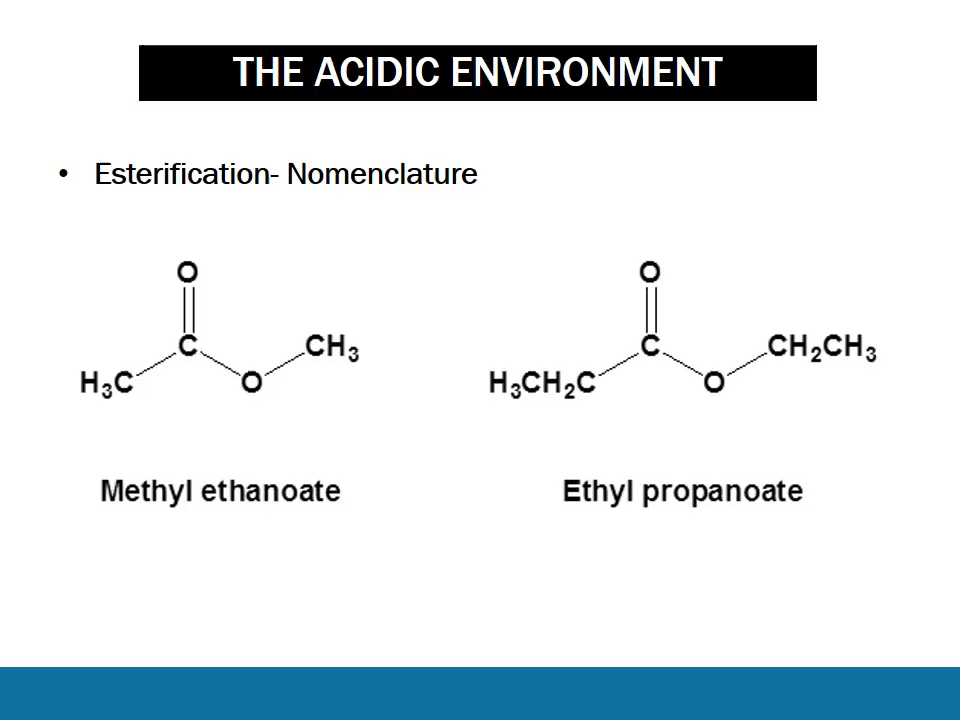 THE ACIDIC ENVIRONMENT
• Esterification- Nomenclature
O
C
CH₃
H₃C
O
O
C
CH₂CH₃
H₃CH₂C
O
Methyl ethanoate
Ethyl propanoate